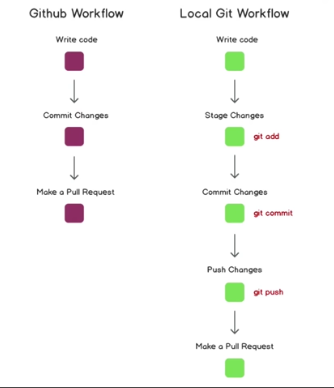 Github Workflow
Write code
Commit Changes
Make a Pull Request
Local Git Workflow
Write code
Stage Changes
git add
Commit Changes
git commit
Push Changes
git push
Make a Pull Request